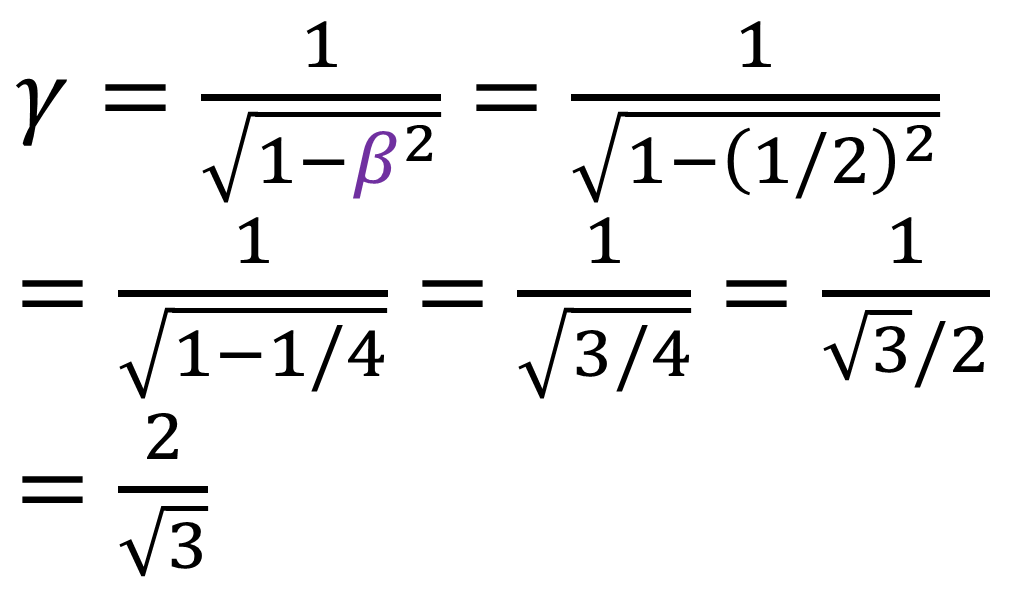 γ = 1/√(1−β²) = 1/√(1−(1/2)²)
= 1/√(1−1/4) = 1/√(3/4) = 1/(√3/2)
= 2/√3